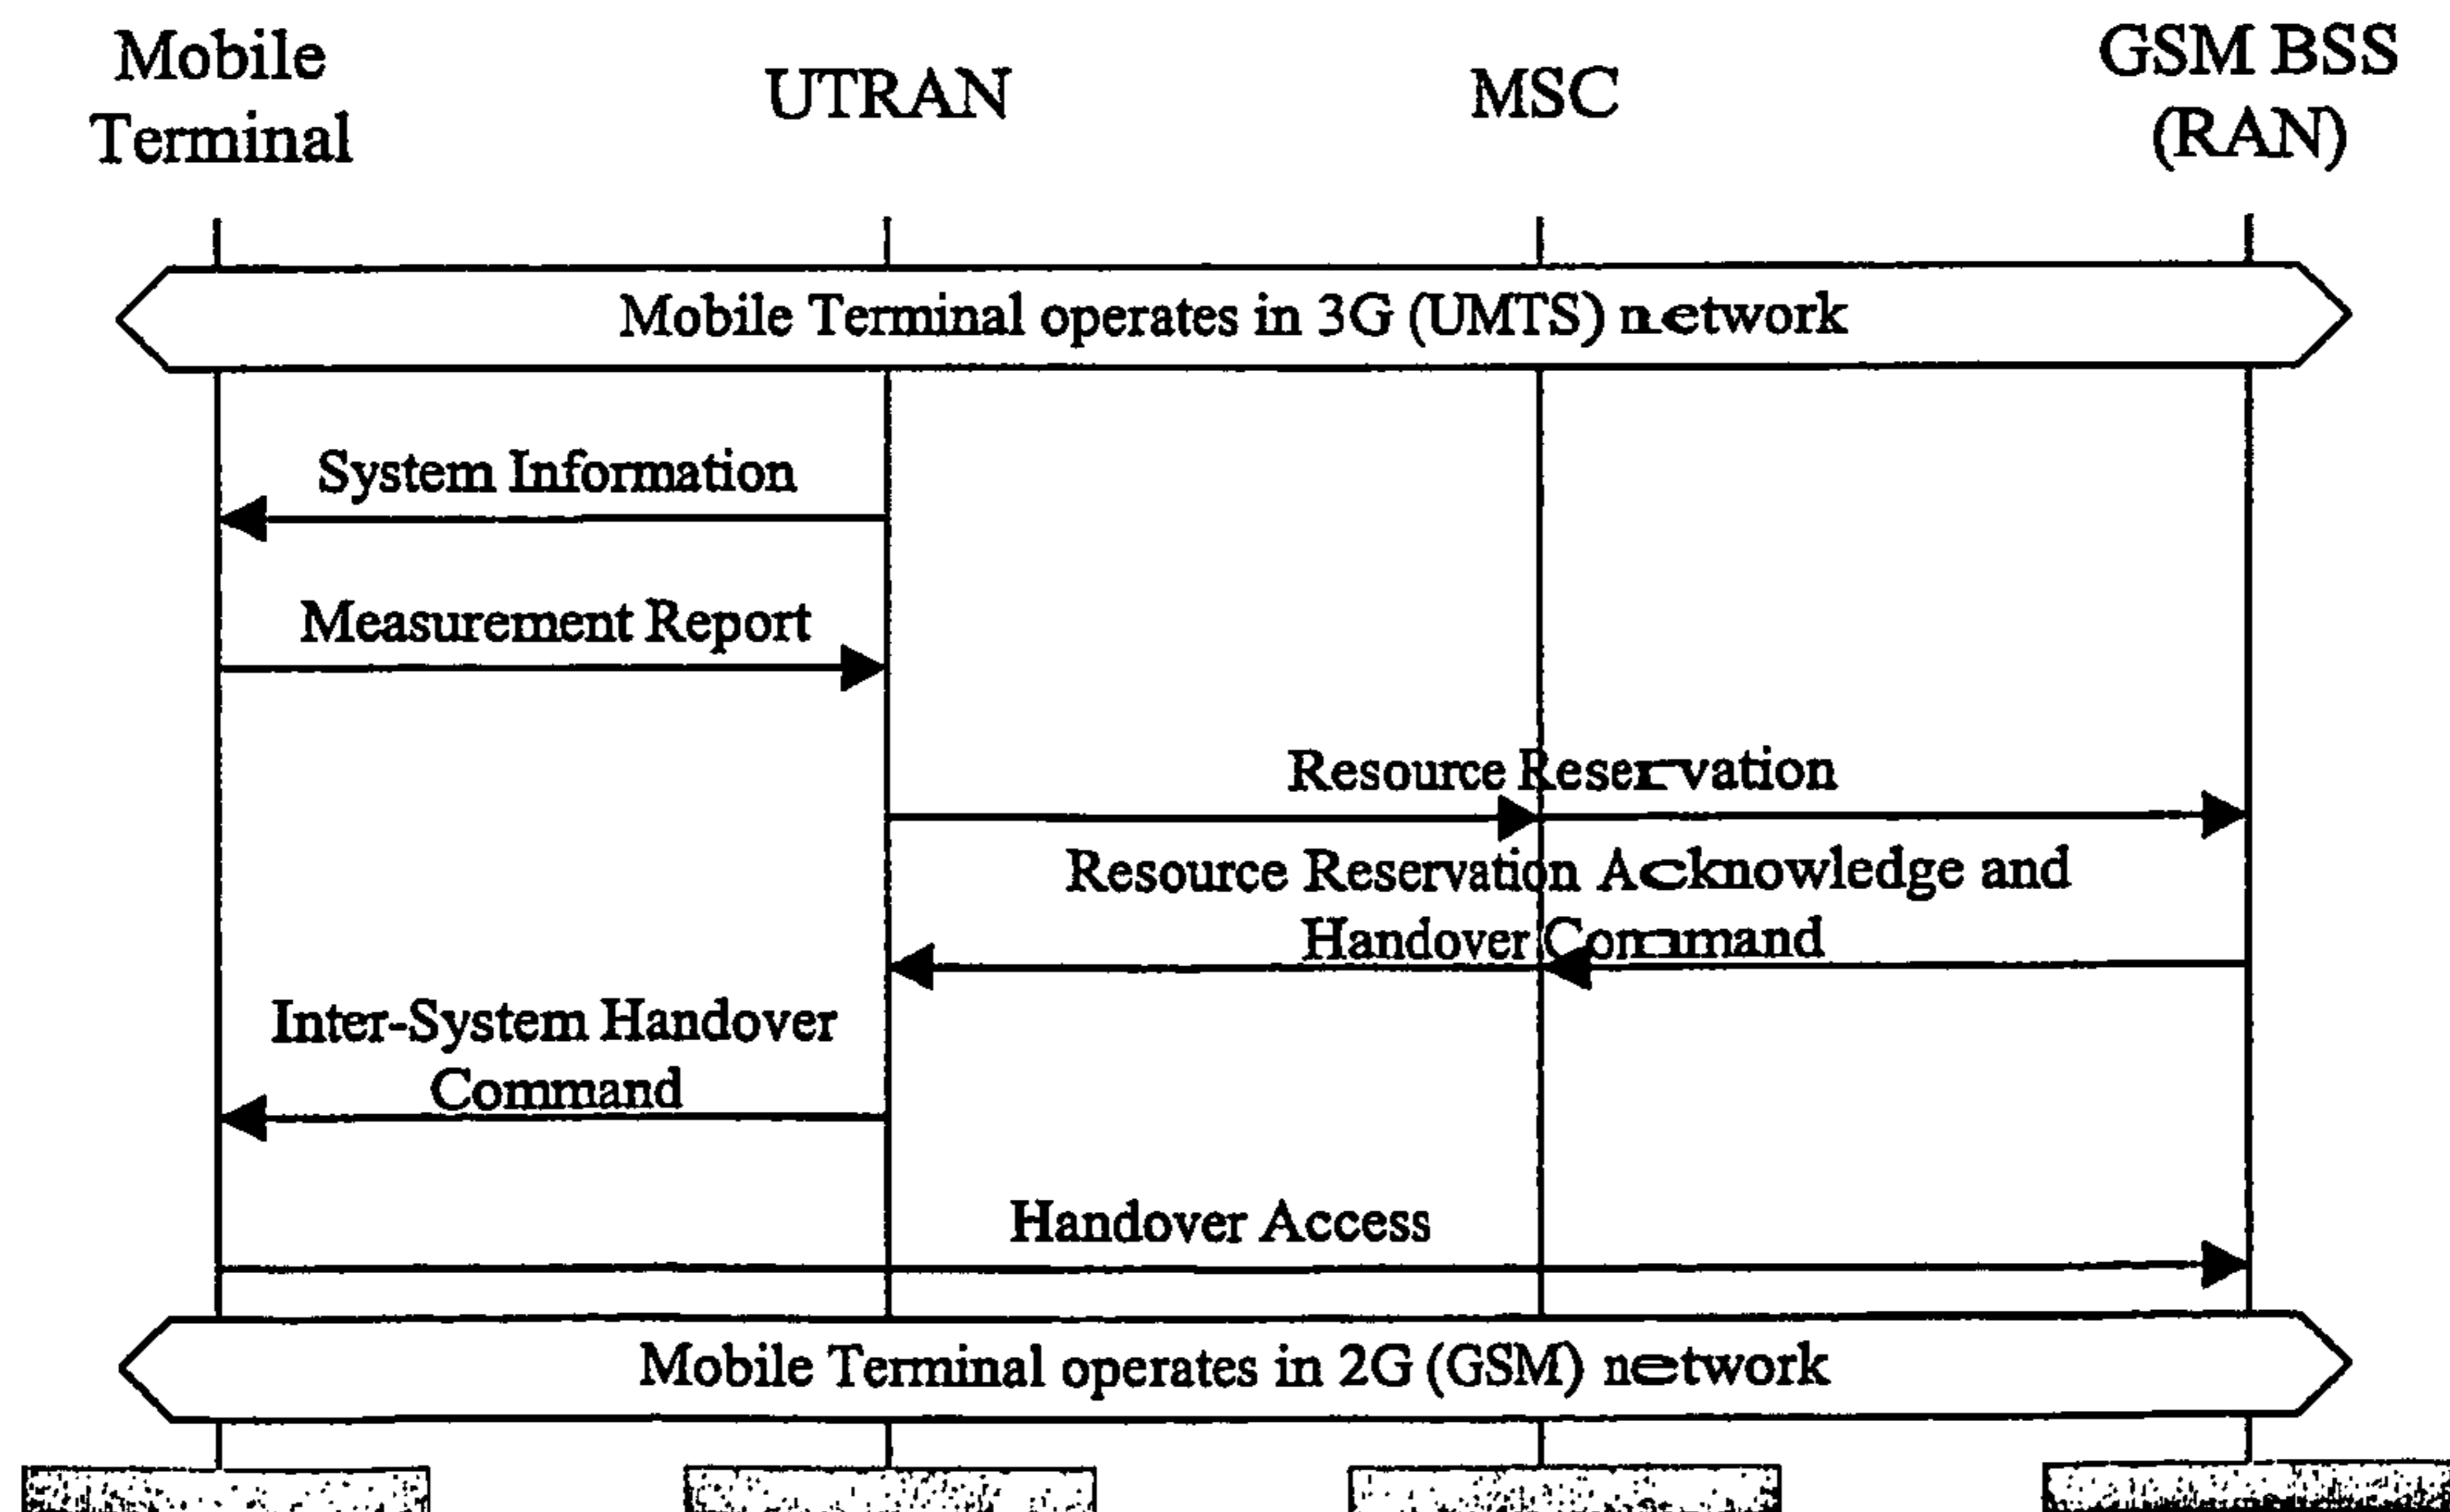 Mobile
Terminal
UTRAN
MSC
GSM BSS
(RAN)
Mobile Terminal operates in 3G (UMTS) network
System Information
Measurement Report
Resource Reservation
Resource Reservation Acknowledge and
Handover Command
Inter-System Handover
Command
Handover Access
Mobile Terminal operates in 2G (GSM) network